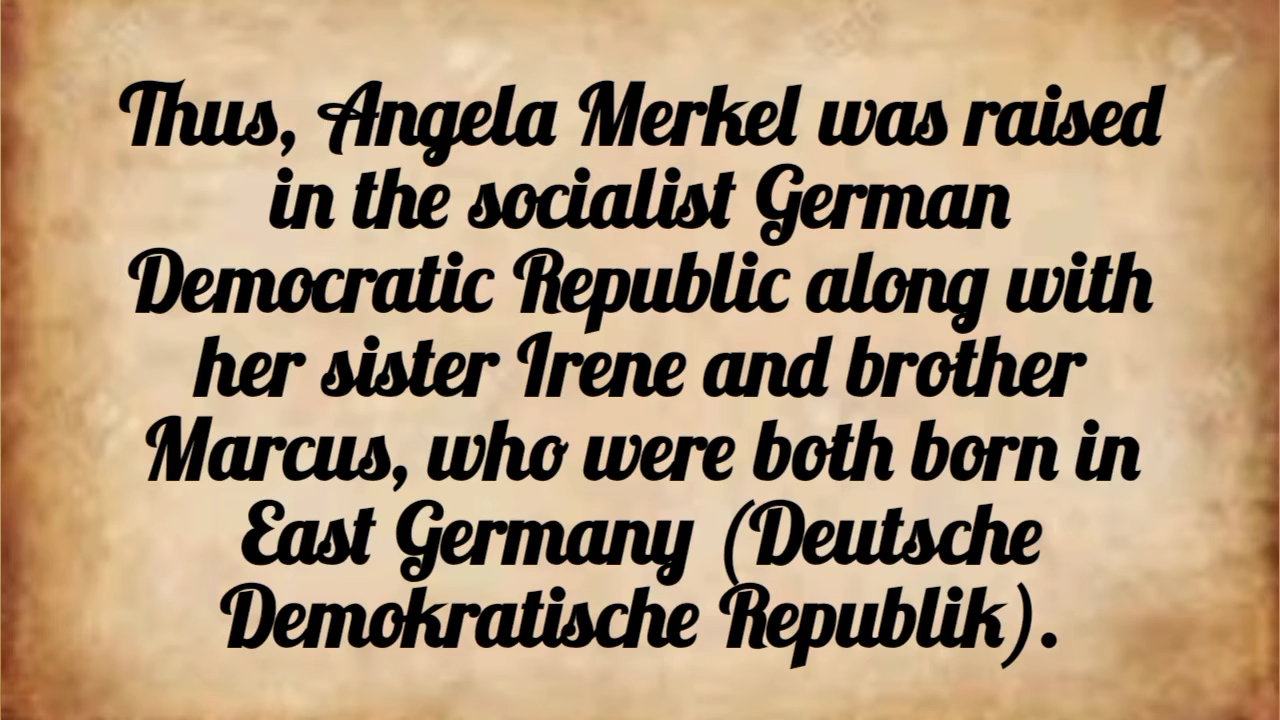 Thus, Angela Merkel was raised
in the socialist German
Democratic Republic along with
her sister Irene and brother
Marcus, who were both born in
East Germany (Deutsche
Demokratische Republik).